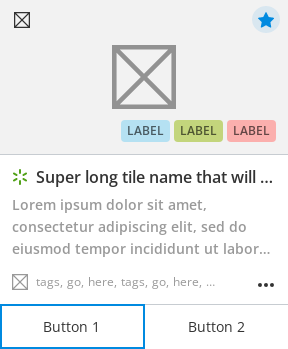 LABEL LABEL LABEL
Super long tile name that will ...
Lorem ipsum dolor sit amet,
consectetur adipiscing elit, sed do
eiusmod tempor incididunt ut labor...
tags, go, here, tags, go, here, ...
Button 1 Button 2